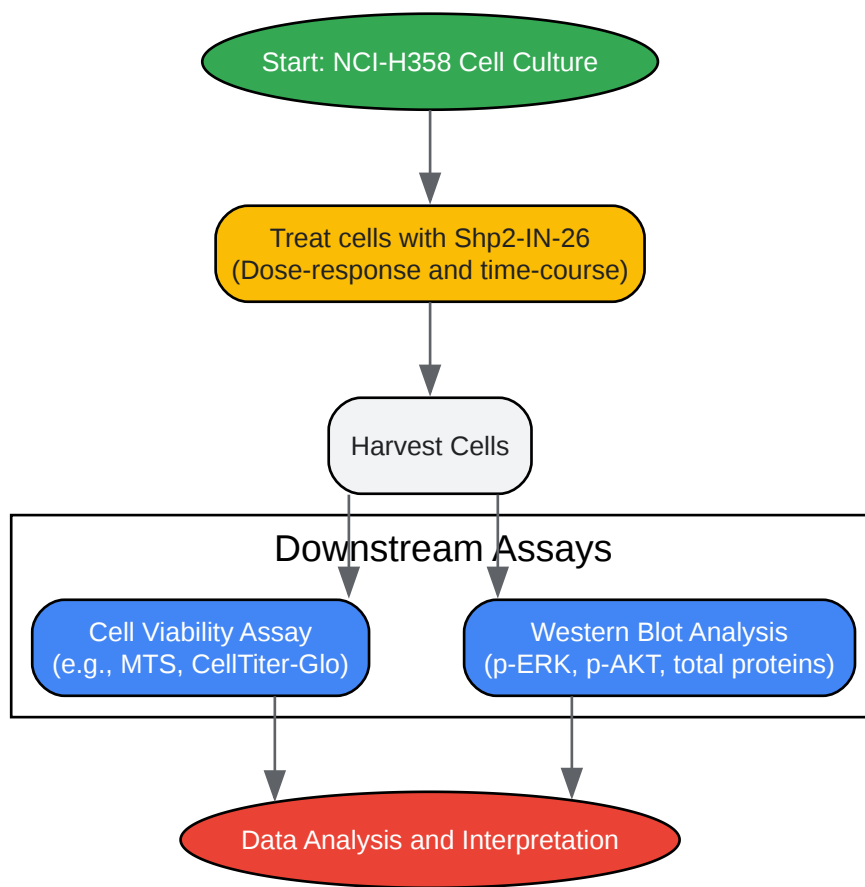 Start: NCI-H358 Cell Culture
Treat cells with Shp2-IN-26
(Dose-response and time-course)
Harvest Cells
Downstream Assays
Cell Viability Assay
(e.g., MTS, CellTiter-Glo)
Western Blot Analysis
(p-ERK, p-AKT, total proteins)
Data Analysis and Interpretation